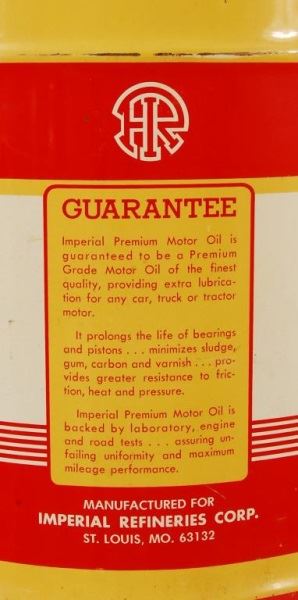 IR
GUARANTEE
Imperial Premium Motor Oil is
guaranteed to be a Premium
Grade Motor Oil of the finest
quality, providing extra lubrica-
tion for any car, truck or tractor
motor.
It prolongs the life of bearings
and pistons . . . minimizes sludge,
gum, carbon and varnish . . . pro-
vides greater resistance to fric-
tion, heat and pressure.
Imperial Premium Motor Oil is
backed by laboratory, engine
and road tests . . . assuring un-
failing uniformity and maximum
mileage performance.
MANUFACTURED FOR
IMPERIAL REFINERIES CORP.
ST. LOUIS, MO. 63132